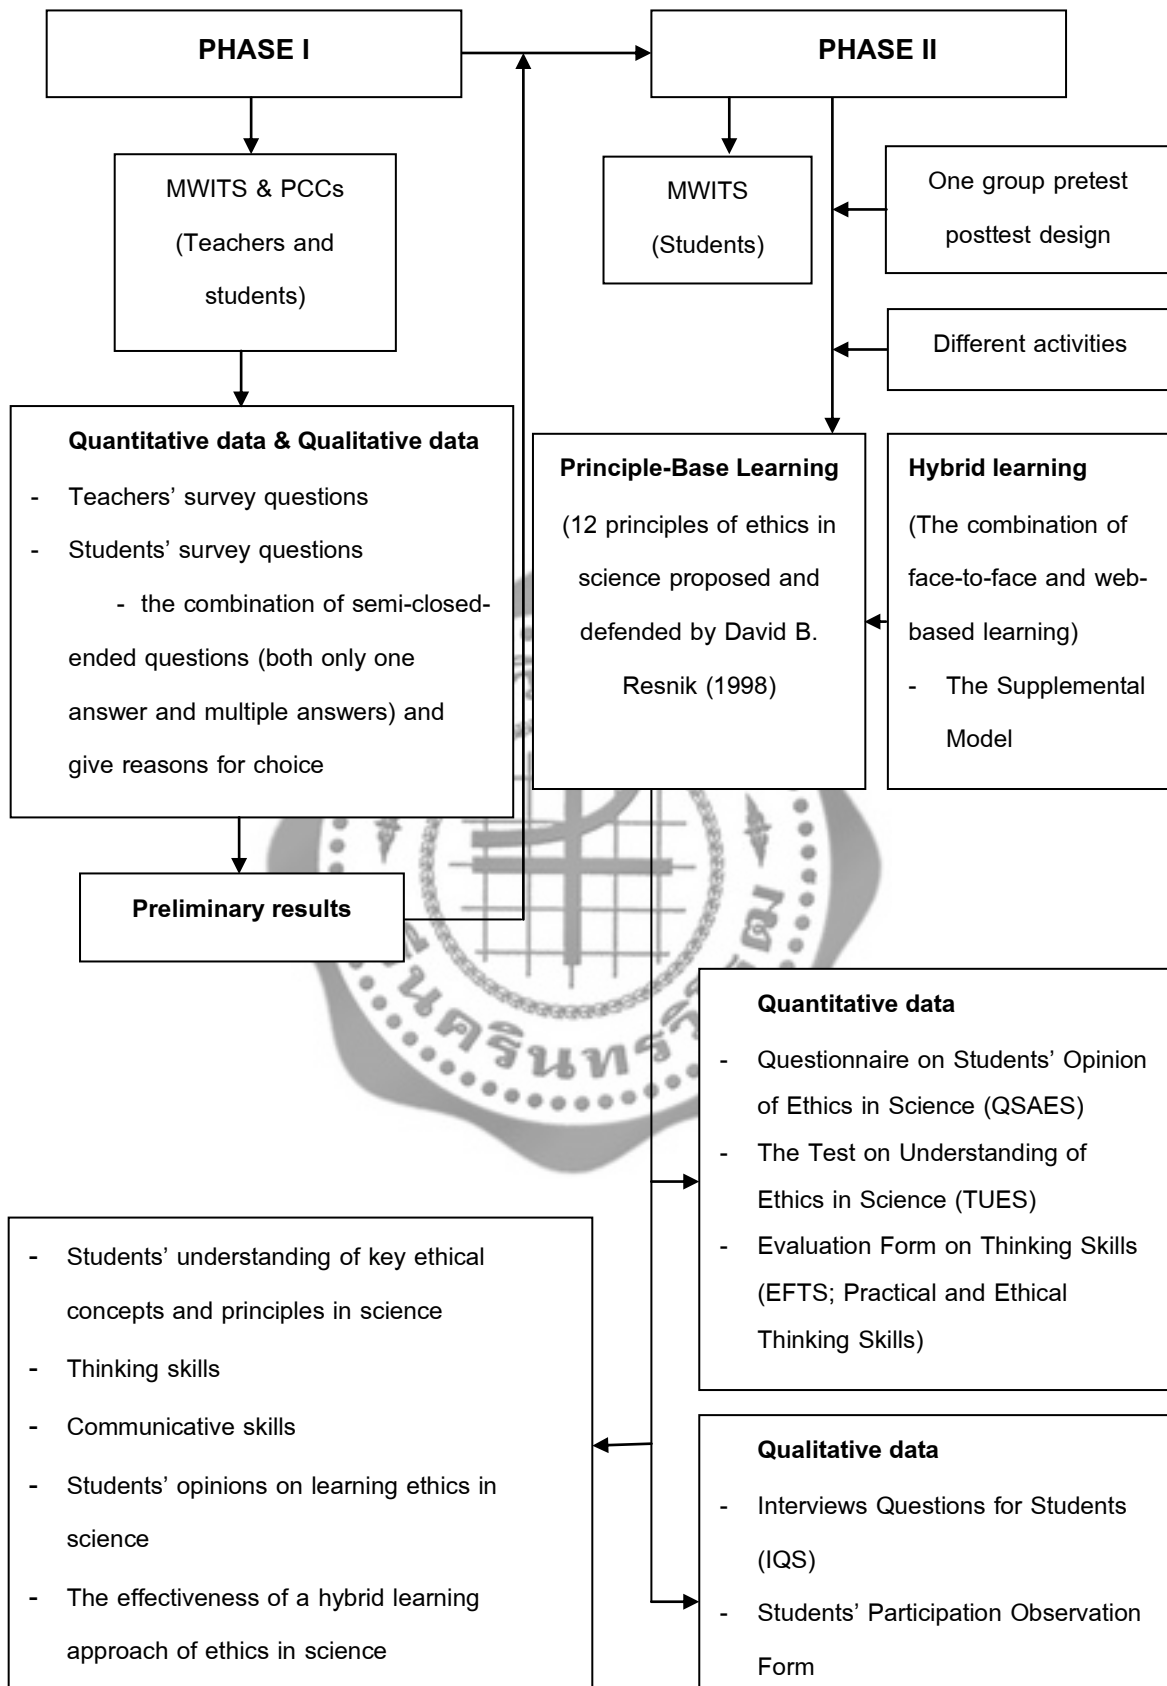 PHASE I
PHASE II
MWITS & PCCs
(Teachers and
students)
MWITS
(Students)
One group pretest
posttest design
Different activities
Quantitative data & Qualitative data
- Teachers’ survey questions
- Students’ survey questions
- the combination of semi-closed-
ended questions (both only one
answer and multiple answers) and
give reasons for choice
Principle-Base Learning
(12 principles of ethics in
science proposed and
defended by David B.
Resnik (1998)
Hybrid learning
(The combination of
face-to-face and web-
based learning)
- The Supplemental
Model
Preliminary results
Quantitative data
- Questionnaire on Students’ Opinion
of Ethics in Science (QSAES)
- The Test on Understanding of
Ethics in Science (TUES)
- Evaluation Form on Thinking Skills
(EFTS; Practical and Ethical
Thinking Skills)
- Students’ understanding of key ethical
concepts and principles in science
- Thinking skills
- Communicative skills
- Students’ opinions on learning ethics in
science
- The effectiveness of a hybrid learning
approach of ethics in science
Qualitative data
- Interviews Questions for Students
(IQS)
- Students’ Participation Observation
Form